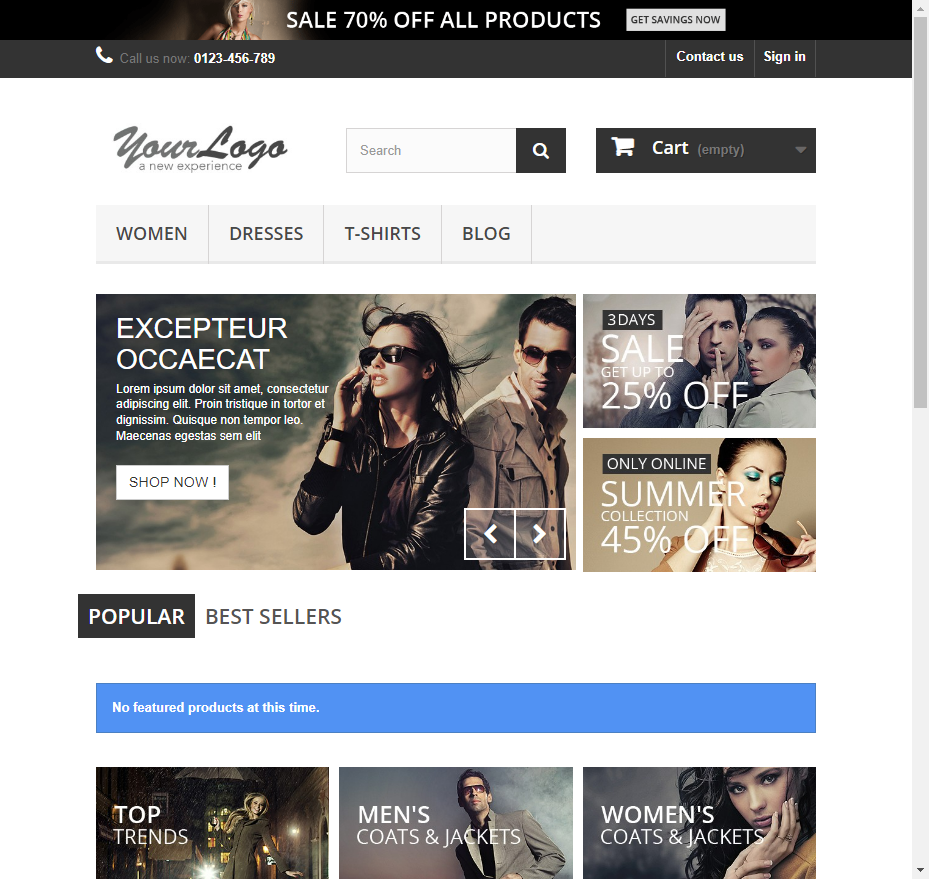 SALE 70% OFF ALL PRODUCTS GET SAVINGS NOW
Call us now: 0123-456-789 Contact us Sign in
YourLogo
a new experience
Search
Cart (empty)
WOMEN DRESSES T-SHIRTS BLOG
EXCEPTEUR
OCCAECAT
Lorem ipsum dolor sit amet, consectetur
adipiscing elit. Proin tristique in tortor et
dignissim. Quisque non tempor leo.
Maecenas egestas sem elit
SHOP NOW !
3 DAYS
SALE
GET UP TO
25% OFF
ONLY ONLINE
SUMMER
COLLECTION
45% OFF
POPULAR BEST SELLERS
No featured products at this time.
TOP
TRENDS
MEN'S
COATS & JACKETS
WOMEN'S
COATS & JACKETS